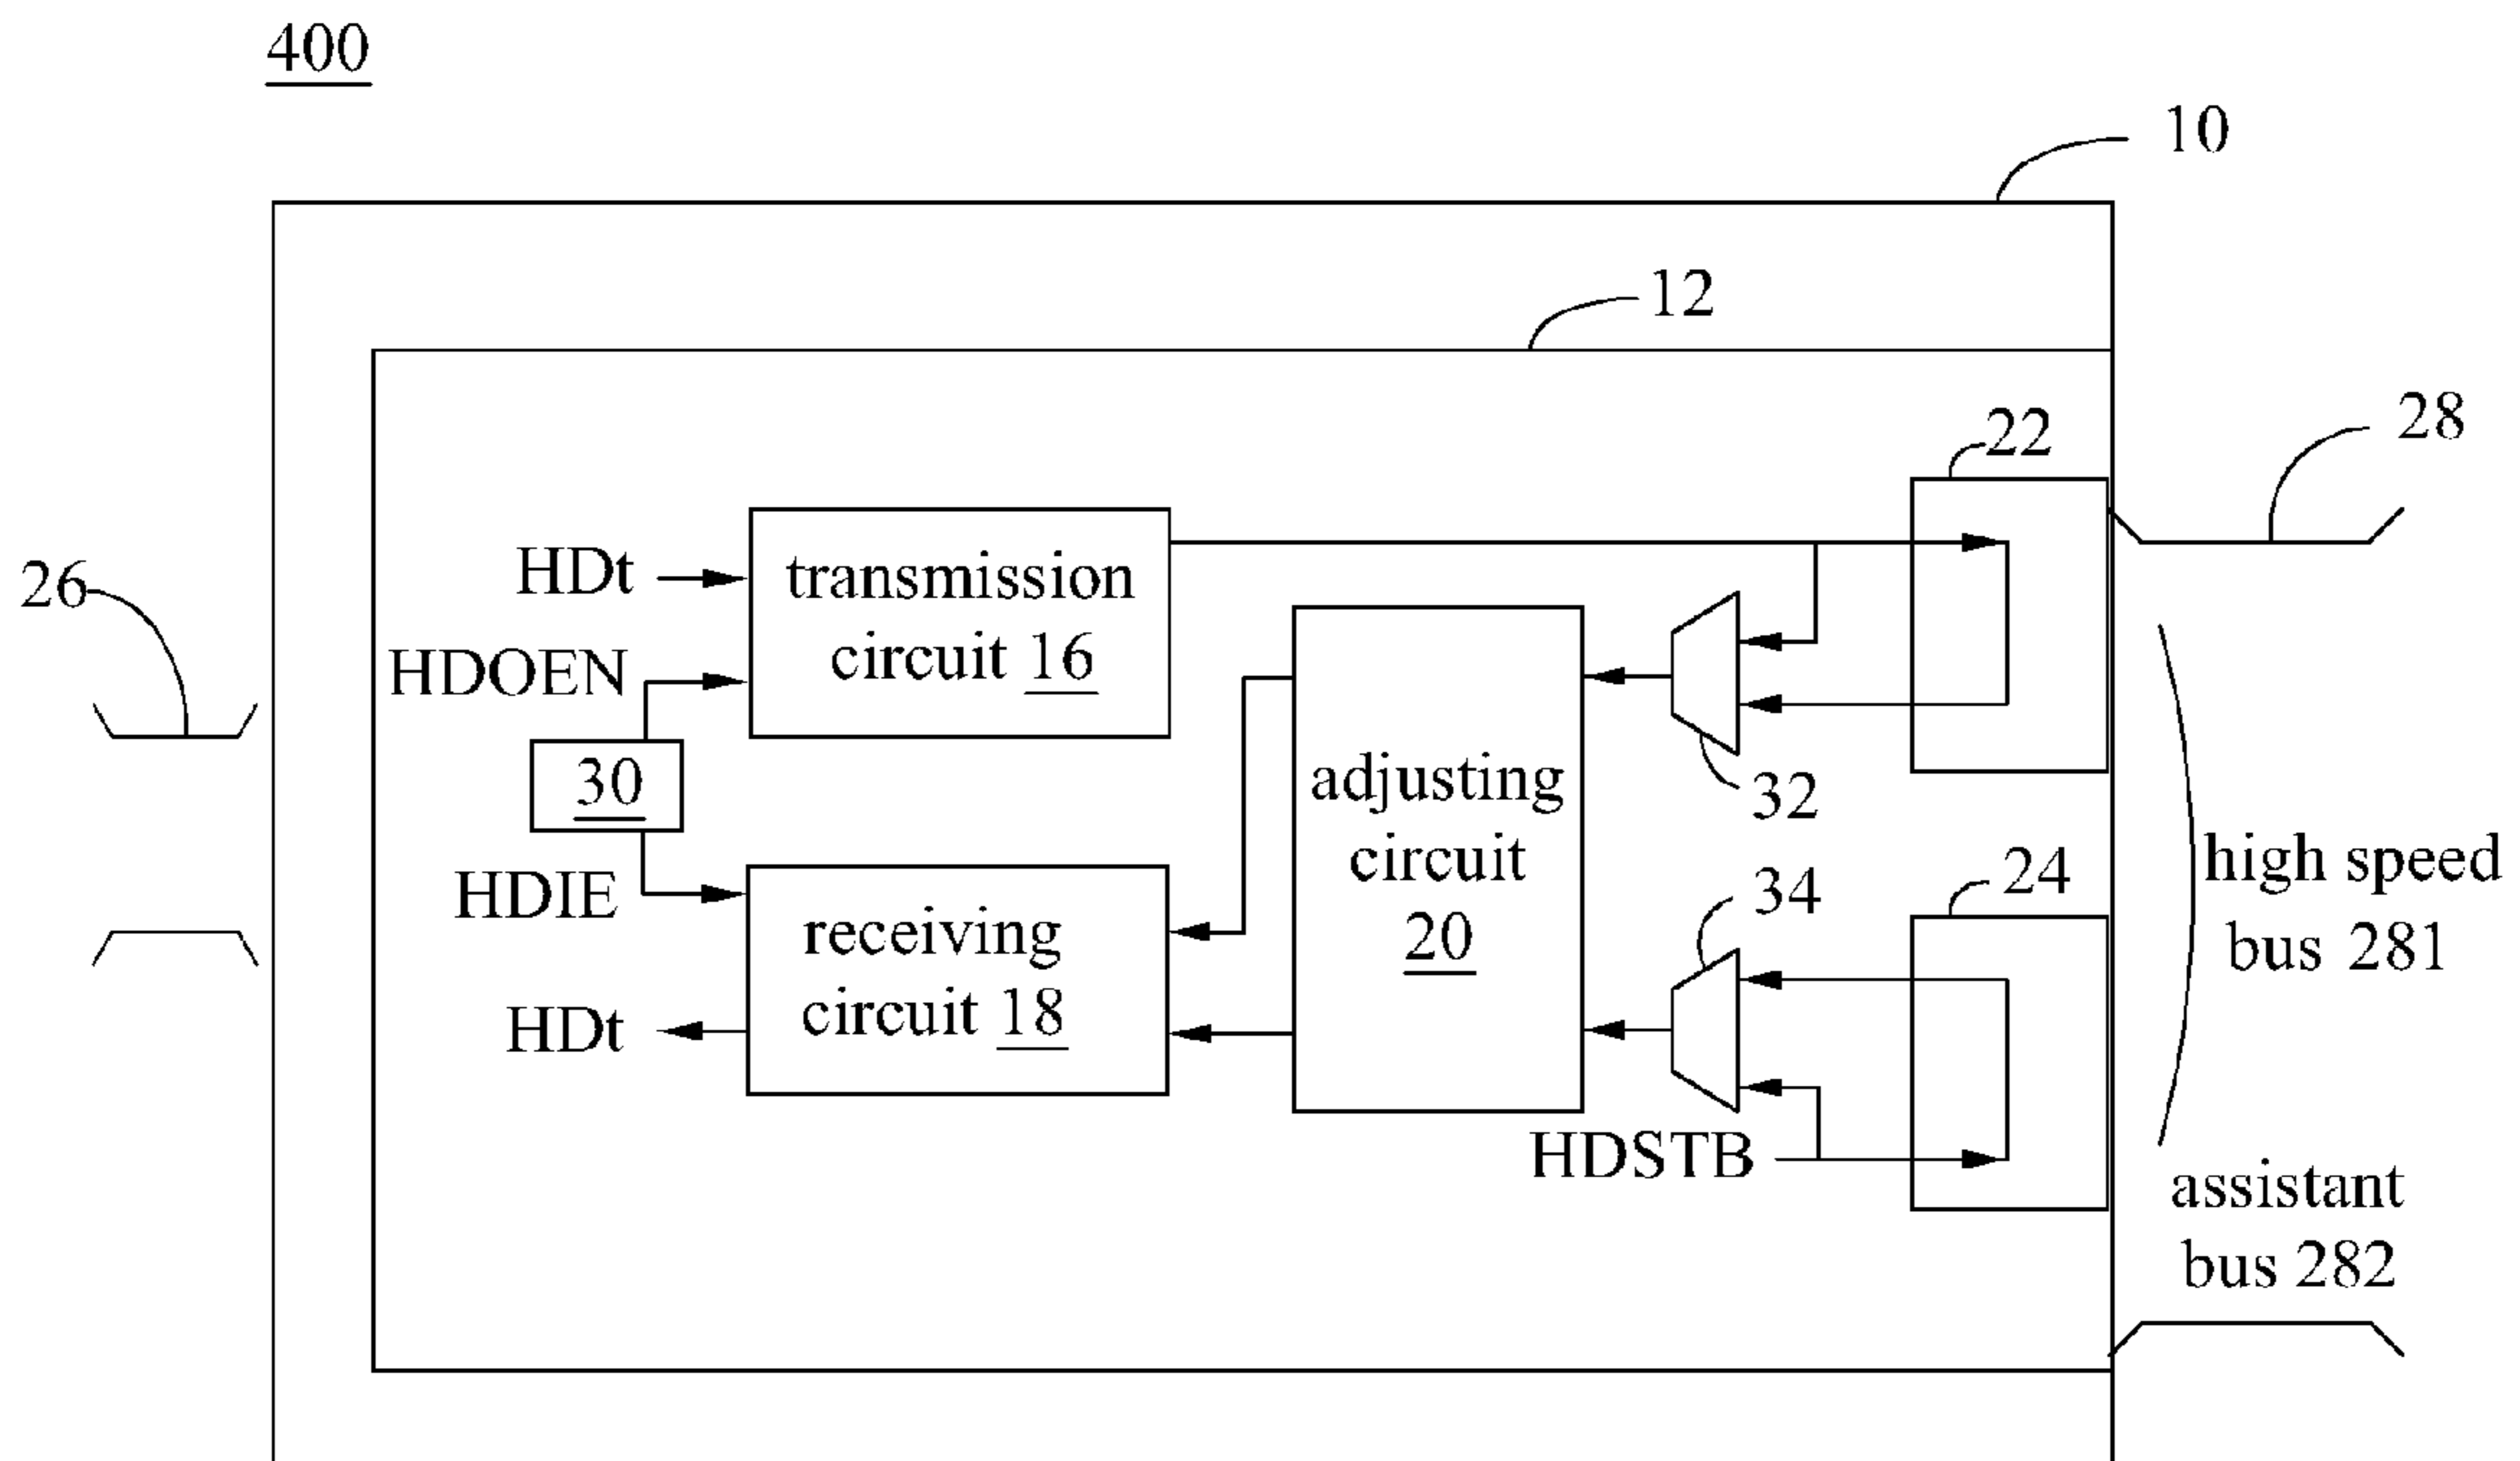 400
10
12
28
22
26
HDt
transmission
circuit 16
HDOEN
30
adjusting
circuit
20
32
34
24
high speed
bus 281
HDIE
receiving
circuit 18
HDt
HDSTB
assistant
bus 282